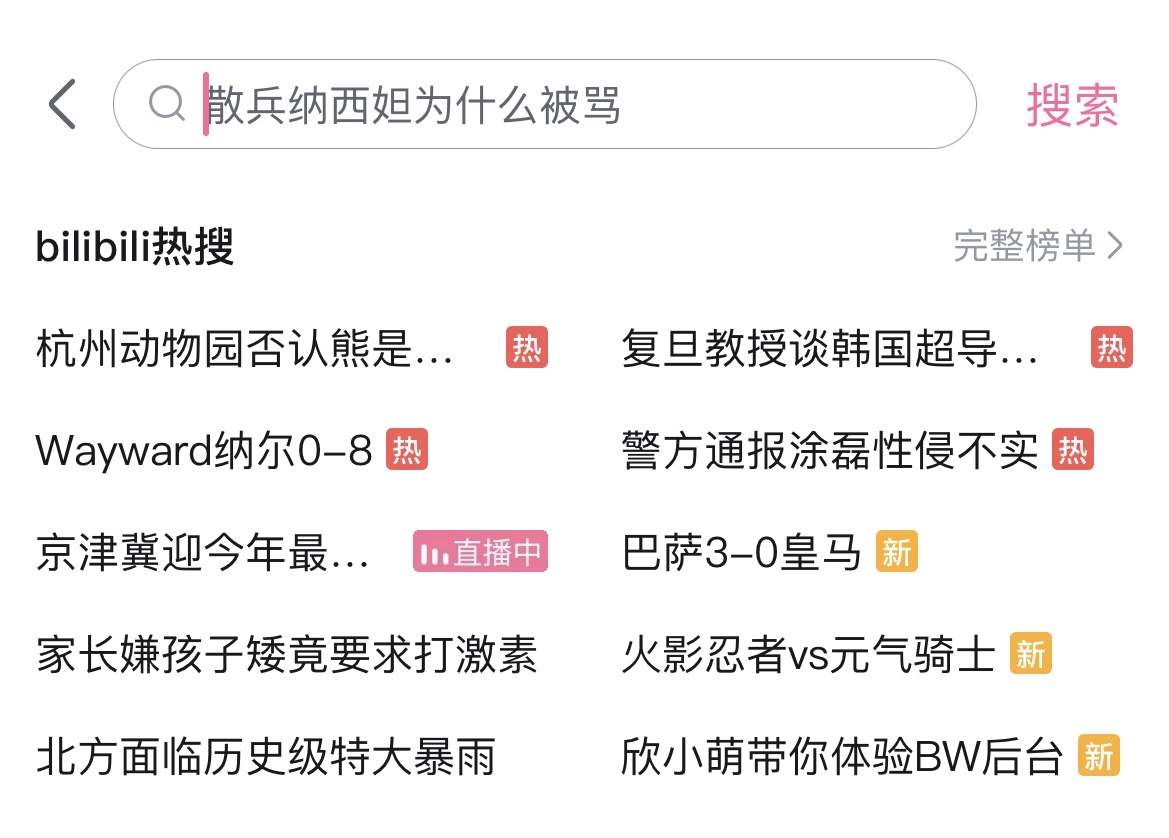 散兵纳西妲为什么被骂 搜索
bilibili热搜 完整榜单
杭州动物园否认熊是... 热 复旦教授谈韩国超导... 热
Wayward纳尔0-8 热 警方通报涂磊性侵不实 热
京津冀迎今年最... 直播中 巴萨3-0皇马 新
家长嫌孩子矮竟要求打激素 火影忍者vs元气骑士 新
北方面临历史级特大暴雨 欣小萌带你体验BW后台 新